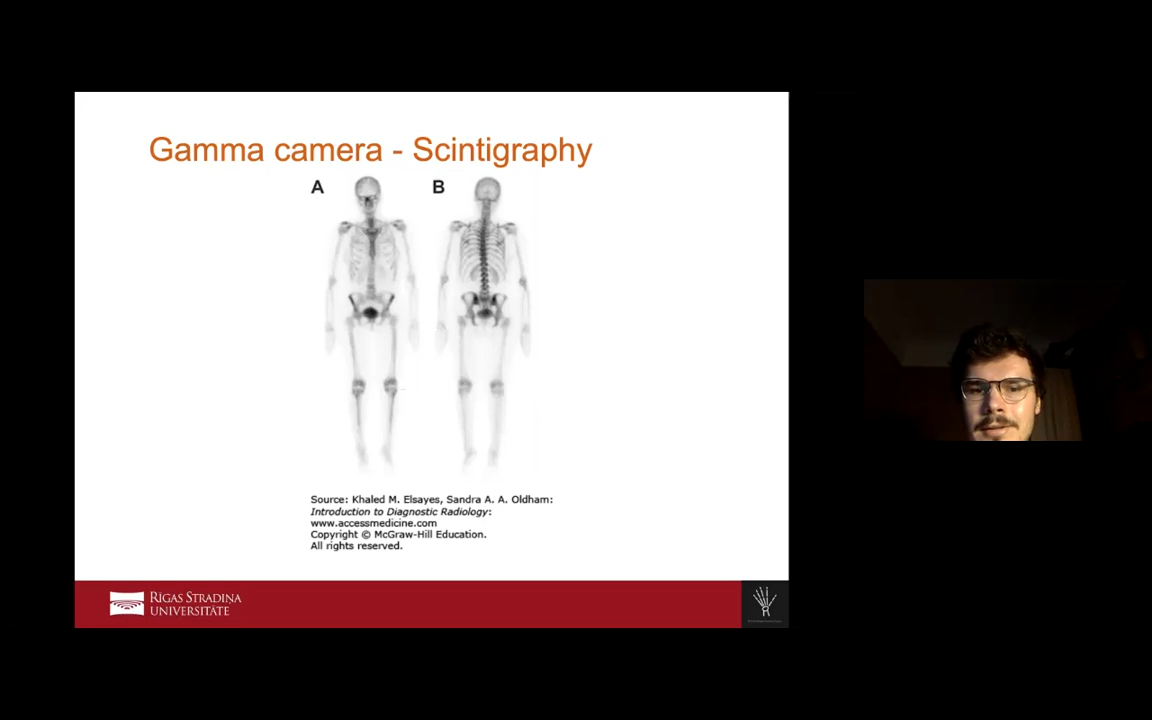 Gamma camera - Scintigraphy
A
B
Source: Khaled M. Elsayes, Sandra A. A. Oldham:
Introduction to Diagnostic Radiology:
www.accessmedicine.com
Copyright © McGraw-Hill Education.
All rights reserved.
RĪGAS STRADIŅA
UNIVERSITĀTE